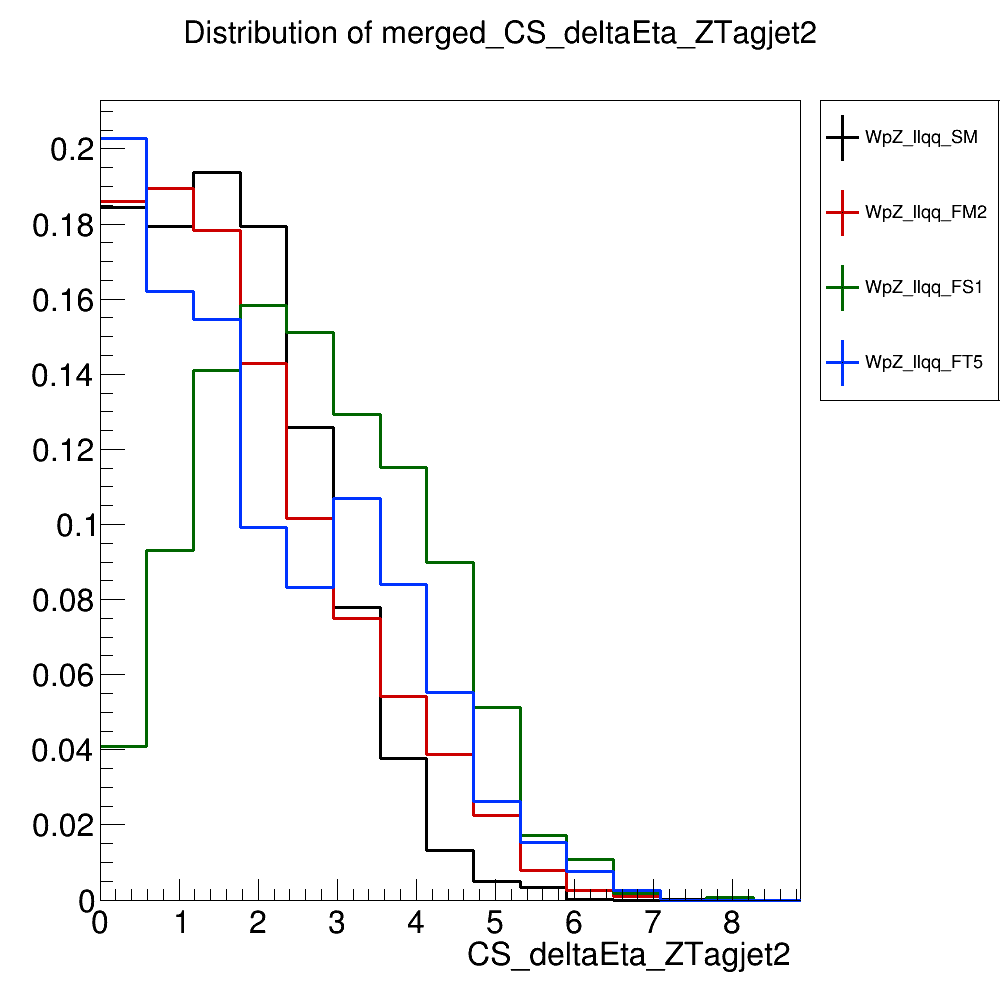 Distribution of merged_CS_deltaEta_ZTagjet2
WpZ_llqq_SM
WpZ_llqq_FM2
WpZ_llqq_FS1
WpZ_llqq_FT5
0.2
0.18
0.16
0.14
0.12
0.1
0.08
0.06
0.04
0.02
0
0 1 2 3 4 5 6 7 8
CS_deltaEta_ZTagjet2